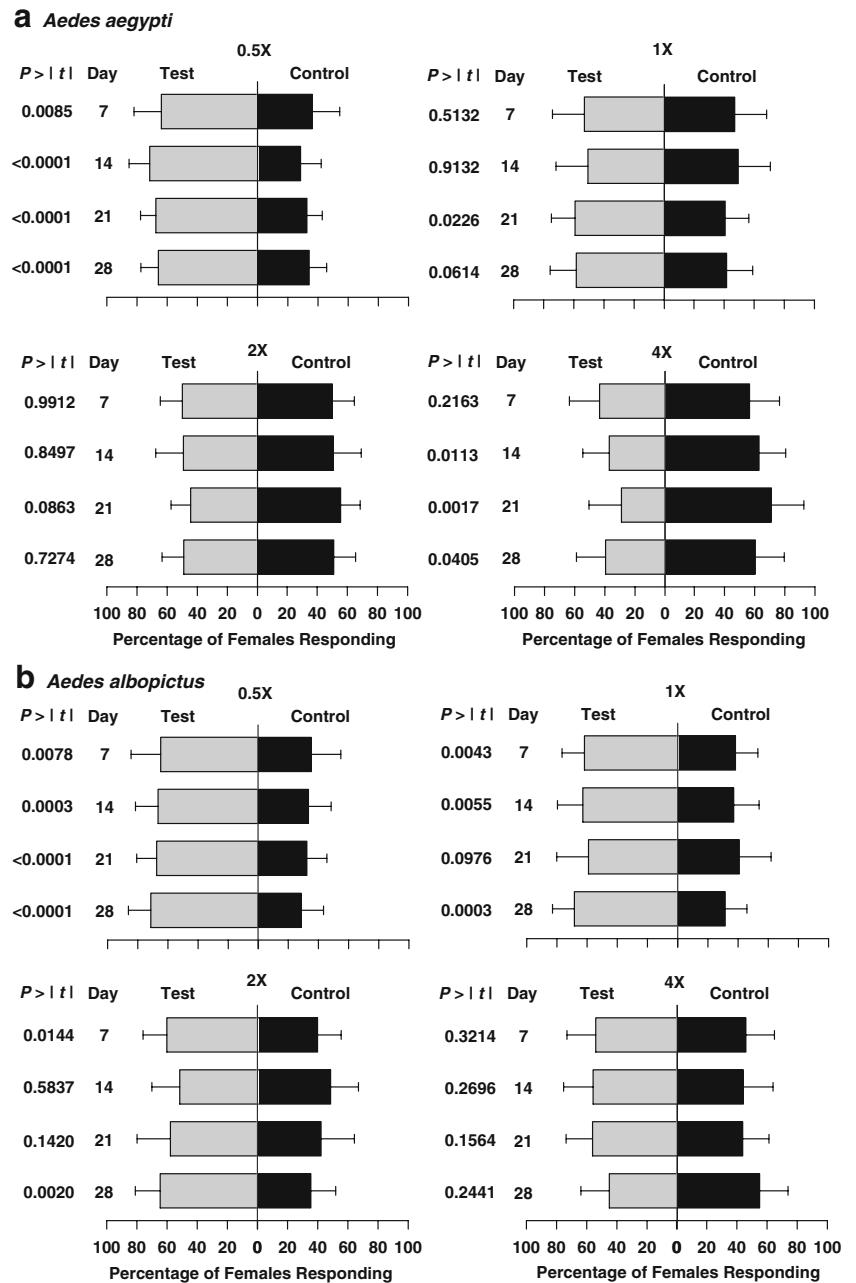 a Aedes aegypti
0.5X
P > | t | Day Test Control
0.0085 7
<0.0001 14
<0.0001 21
<0.0001 28
1X
P > | t | Day Test Control
0.5132 7
0.9132 14
0.0226 21
0.0614 28
2X
P > | t | Day Test Control
0.9912 7
0.8497 14
0.0863 21
0.7274 28
100 80 60 40 20 0 20 40 60 80 100
Percentage of Females Responding
4X
P > | t | Day Test Control
0.2163 7
0.0113 14
0.0017 21
0.0405 28
100 80 60 40 20 0 20 40 60 80 100
Percentage of Females Responding
b Aedes albopictus
0.5X
P > | t | Day Test Control
0.0078 7
0.0003 14
<0.0001 21
<0.0001 28
1X
P > | t | Day Test Control
0.0043 7
0.0055 14
0.0976 21
0.0003 28
2X
P > | t | Day Test Control
0.0144 7
0.5837 14
0.1420 21
0.0020 28
100 80 60 40 20 0 20 40 60 80 100
Percentage of Females Responding
4X
P > | t | Day Test Control
0.3214 7
0.2696 14
0.1564 21
0.2441 28
100 80 60 40 20 0 20 40 60 80 100
Percentage of Females Responding